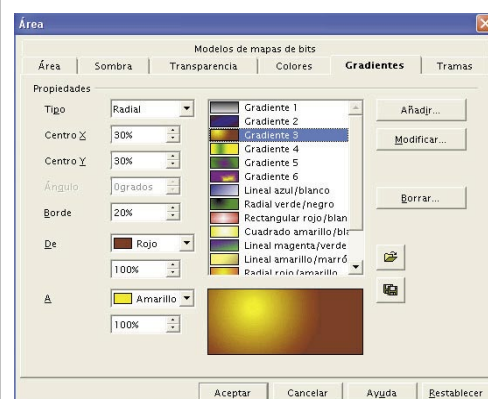 Área
Modelos de mapas de bits
Área Sombra Transparencia Colores Gradientes Tramas
Propiedades
Tipo Radial
Centro X 30%
Centro Y 30%
Ángulo 0grados
Borde 20%
De Rojo
100%
A Amarillo
100%
Gradiente 1
Gradiente 2
Gradiente 3
Gradiente 4
Gradiente 5
Gradiente 6
Lineal azul/blanco
Radial verde/negro
Rectangular rojo/blan
Cuadrado amarillo/bla
Lineal magenta/verde
Lineal amarillo/marró
Radial rojo/amarillo
Añadir...
Modificar...
Borrar...
Aceptar Cancelar Ayuda Restablecer